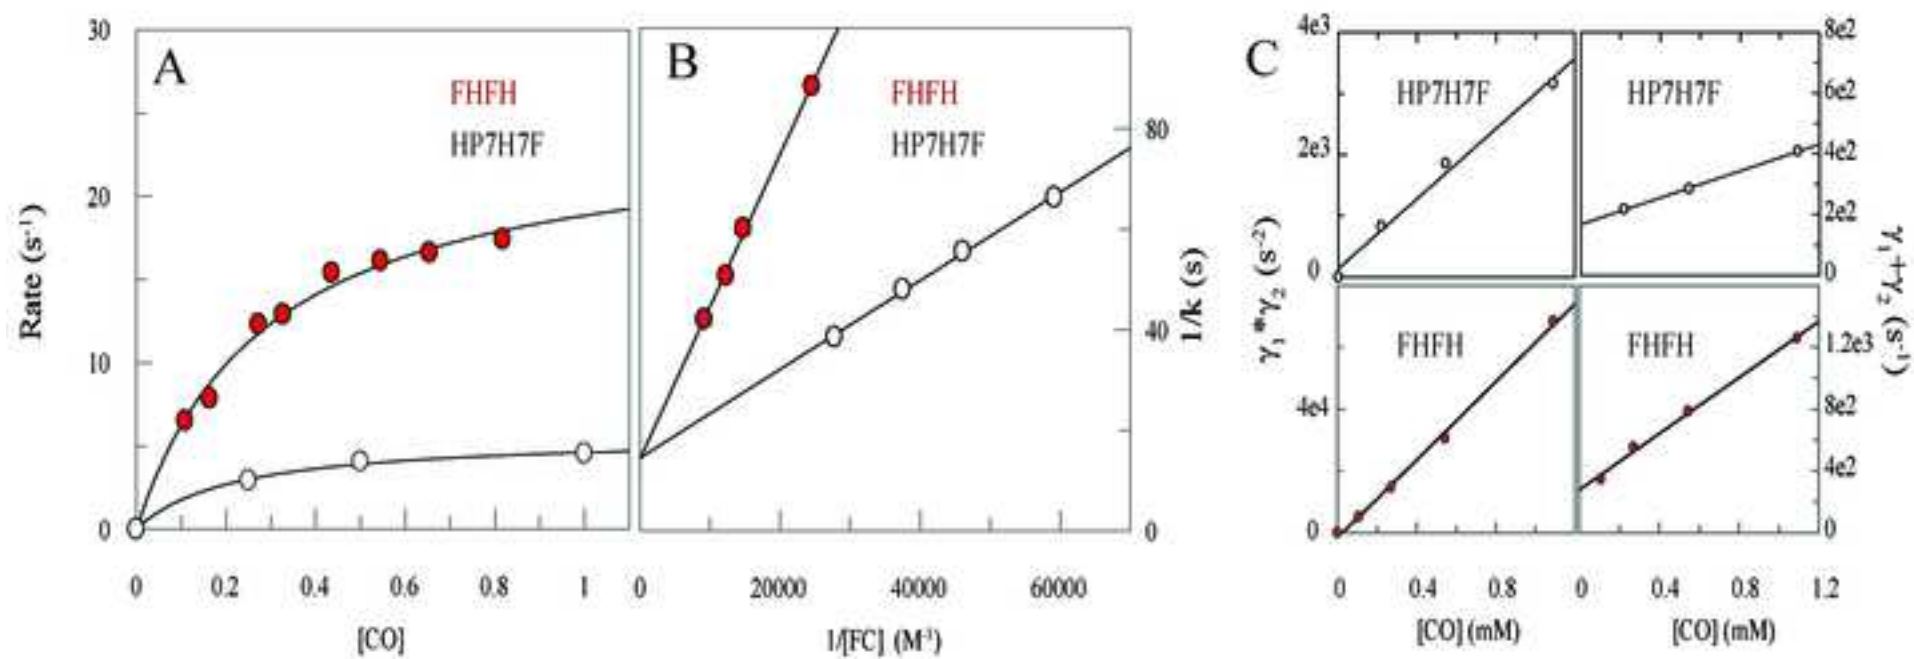 A
FHFH
HP7H7F
30
20
10
0
Rate (s⁻¹)
0 0.2 0.4 0.6 0.8 1
[CO]
B
FHFH
HP7H7F
80
40
0
1/k (s)
0 20000 40000 60000
1/[FC] (M⁻¹)
C
4e3
2e3
0
HP7H7F
HP7H7F
8e2
6e2
4e2
2e2
0
γ₁*γ₂ (s⁻²)
γ₁+γ₂ (s⁻¹)
4e4
0
FHFH
FHFH
1.2e3
8e2
4e2
0
0 0.4 0.8
[CO] (mM)
0 0.4 0.8 1.2
[CO] (mM)